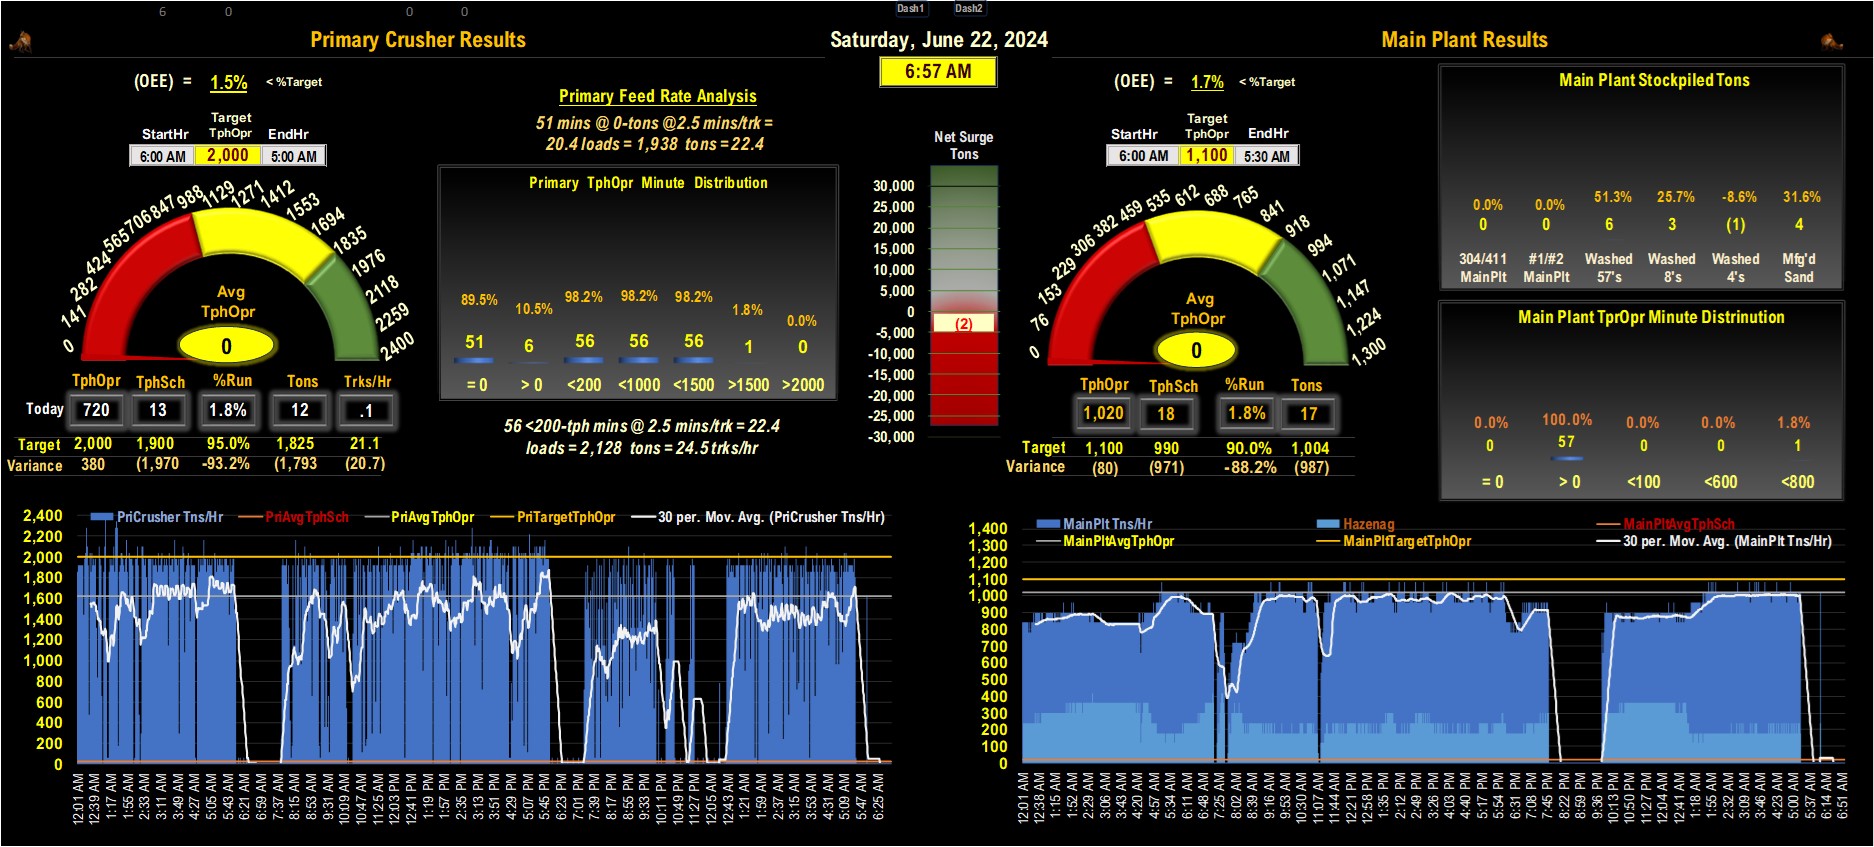 6 0 0 0 Dash1 Dash2
Primary Crusher Results
Saturday, June 22, 2024
Main Plant Results
6:57 AM
(OEE) = 1.5% < %Target
Target
StartHr TphOpr EndHr
6:00 AM 2,000 5:00 AM
0 141 282 424 565 706 847 988 1129 1271 1412 1553 1694 1835 1976 2118 2259 2400
Avg
TphOpr
0
TphOpr TphSch %Run Tons Trks/Hr
Today 720 13 1.8% 12 .1
Target 2,000 1,900 95.0% 1,825 21.1
Variance 380 (1,970 -93.2% (1,793 (20.7)
Primary Feed Rate Analysis
51 mins @ 0-tons @2.5 mins/trk =
20.4 loads = 1,938 tons = 22.4
Primary TphOpr Minute Distribution
89.5% 10.5% 98.2% 98.2% 98.2% 1.8% 0.0%
51 6 56 56 56 1 0
= 0 > 0 <200 <1000 <1500 >1500 >2000
56 <200-tph mins @ 2.5 mins/trk = 22.4
loads = 2,128 tons = 24.5 trks/hr
Net Surge
Tons
30,000
25,000
20,000
15,000
10,000
5,000
0
(2)
-5,000
-10,000
-15,000
-20,000
-25,000
-30,000
(OEE) = 1.7% < %Target
Target
StartHr TphOpr EndHr
6:00 AM 1,100 5:30 AM
0 76 153 229 306 382 459 535 612 688 765 841 918 994 1,071 1,147 1,224 1,300
Avg
TphOpr
0
TphOpr TphSch %Run Tons
1,020 18 1.8% 17
Target 1,100 990 90.0% 1,004
Variance (80) (971) -88.2% (987)
Main Plant Stockpiled Tons
0.0% 0.0% 51.3% 25.7% -8.6% 31.6%
0 0 6 3 (1) 4
304/411 #1/#2 Washed Washed Washed Mfg'd
MainPlt MainPlt 57's 8's 4's Sand
Main Plant TprOpr Minute Distrinution
0.0% 100.0% 0.0% 0.0% 1.8%
0 57 0 0 1
= 0 > 0 <100 <600 <800
PriCrusher Tns/Hr PriAvgTphSch PriAvgTphOpr PriTargetTphOpr 30 per. Mov. Avg. (PriCrusher Tns/Hr)
2,400
2,200
2,000
1,800
1,600
1,400
1,200
1,000
800
600
400
200
0
12:01 AM 12:39 AM 1:17 AM 1:55 AM 2:33 AM 3:11 AM 3:49 AM 4:27 AM 5:05 AM 5:43 AM 6:21 AM 6:59 AM 7:37 AM 8:15 AM 8:53 AM 9:31 AM 10:09 AM 10:47 AM 11:25 AM 12:03 PM 12:41 PM 1:19 PM 1:57 PM 2:35 PM 3:13 PM 3:51 PM 4:29 PM 5:07 PM 5:45 PM 6:23 PM 7:01 PM 7:39 PM 8:17 PM 8:55 PM 9:33 PM 10:11 PM 10:49 PM 11:27 PM 12:05 AM 12:43 AM 1:21 AM 1:59 AM 2:37 AM 3:15 AM 3:53 AM 4:31 AM 5:09 AM 5:47 AM 6:25 AM
MainPlt Tns/Hr Hazenag MainPltAvgTphSch
MainPltAvgTphOpr MainPltTargetTphOpr 30 per. Mov. Avg. (MainPlt Tns/Hr)
1,400
1,300
1,200
1,100
1,000
900
800
700
600
500
400
300
200
100
0
12:01 AM 12:38 AM 1:15 AM 1:52 AM 2:29 AM 3:06 AM 3:43 AM 4:20 AM 4:57 AM 5:34 AM 6:11 AM 6:48 AM 7:25 AM 8:02 AM 8:39 AM 9:16 AM 9:53 AM 10:30 AM 11:07 AM 11:44 AM 12:21 PM 12:58 PM 1:35 PM 2:12 PM 2:49 PM 3:26 PM 4:03 PM 4:40 PM 5:17 PM 5:54 PM 6:31 PM 7:08 PM 7:45 PM 8:22 PM 8:59 PM 9:36 PM 10:13 PM 10:50 PM 11:27 PM 12:04 AM 12:41 AM 1:18 AM 1:55 AM 2:32 AM 3:09 AM 3:46 AM 4:23 AM 5:00 AM 5:37 AM 6:14 AM 6:51 AM